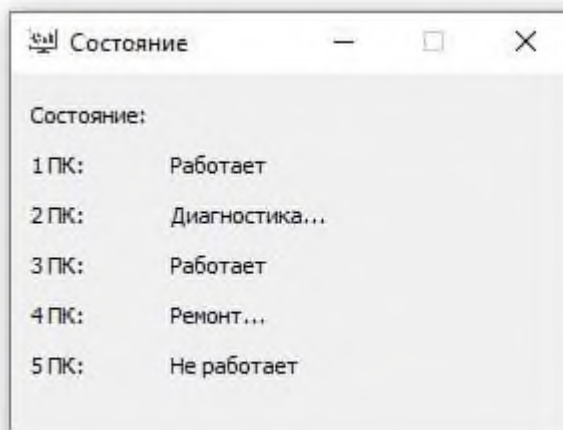 Состояние
Состояние:
1 ПК: Работает
2 ПК: Диагностика...
3 ПК: Работает
4 ПК: Ремонт...
5 ПК: Не работает